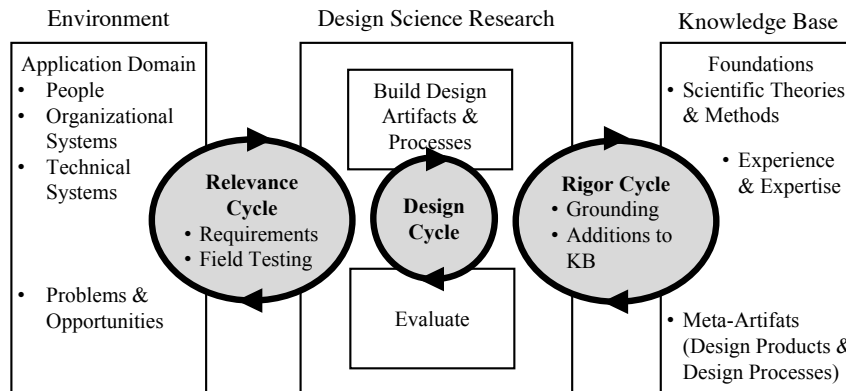 Environment
Design Science Research
Knowledge Base
Application Domain
• People
• Organizational
Systems
• Technical
Systems
• Problems &
Opportunities
Relevance
Cycle
• Requirements
• Field Testing
Build Design
Artifacts &
Processes
Design
Cycle
Evaluate
Rigor Cycle
• Grounding
• Additions to
KB
Foundations
• Scientific Theories
& Methods
• Experience
& Expertise
• Meta-Artifats
(Design Products &
Design Processes)